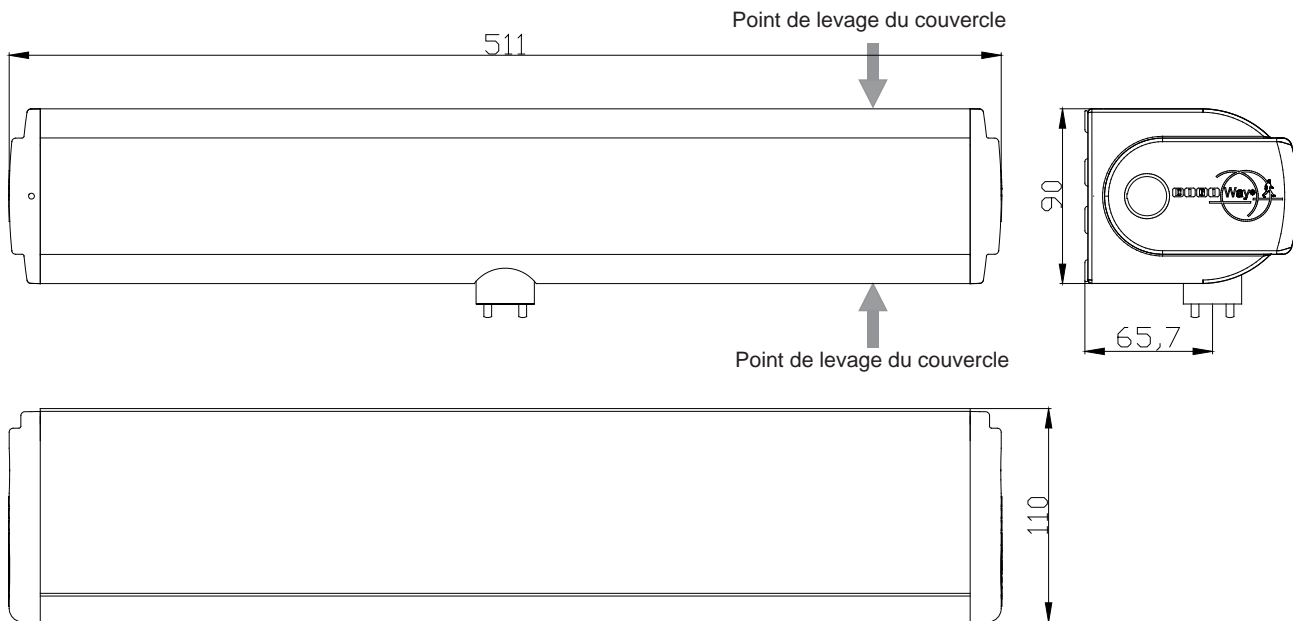 Point de levage du couvercle
511
90
Way®
65,7
Point de levage du couvercle
110